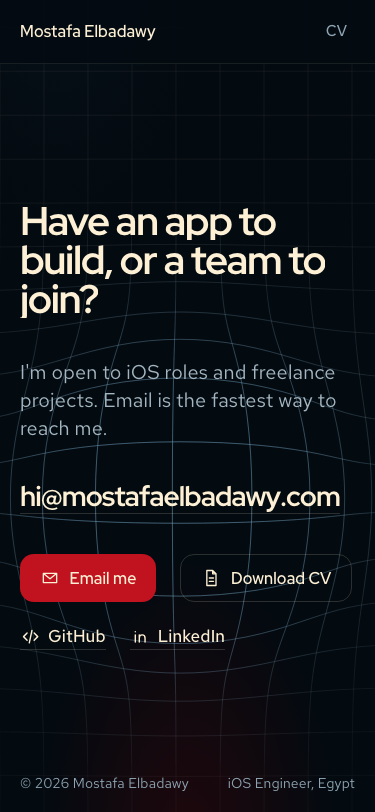 Mostafa Elbadawy
CV
Have an app to
build, or a team to
join?
I'm open to iOS roles and freelance
projects. Email is the fastest way to
reach me.
hi@mostafaelbadawy.com
Email me
Download CV
GitHub
in LinkedIn
© 2026 Mostafa Elbadawy
iOS Engineer, Egypt